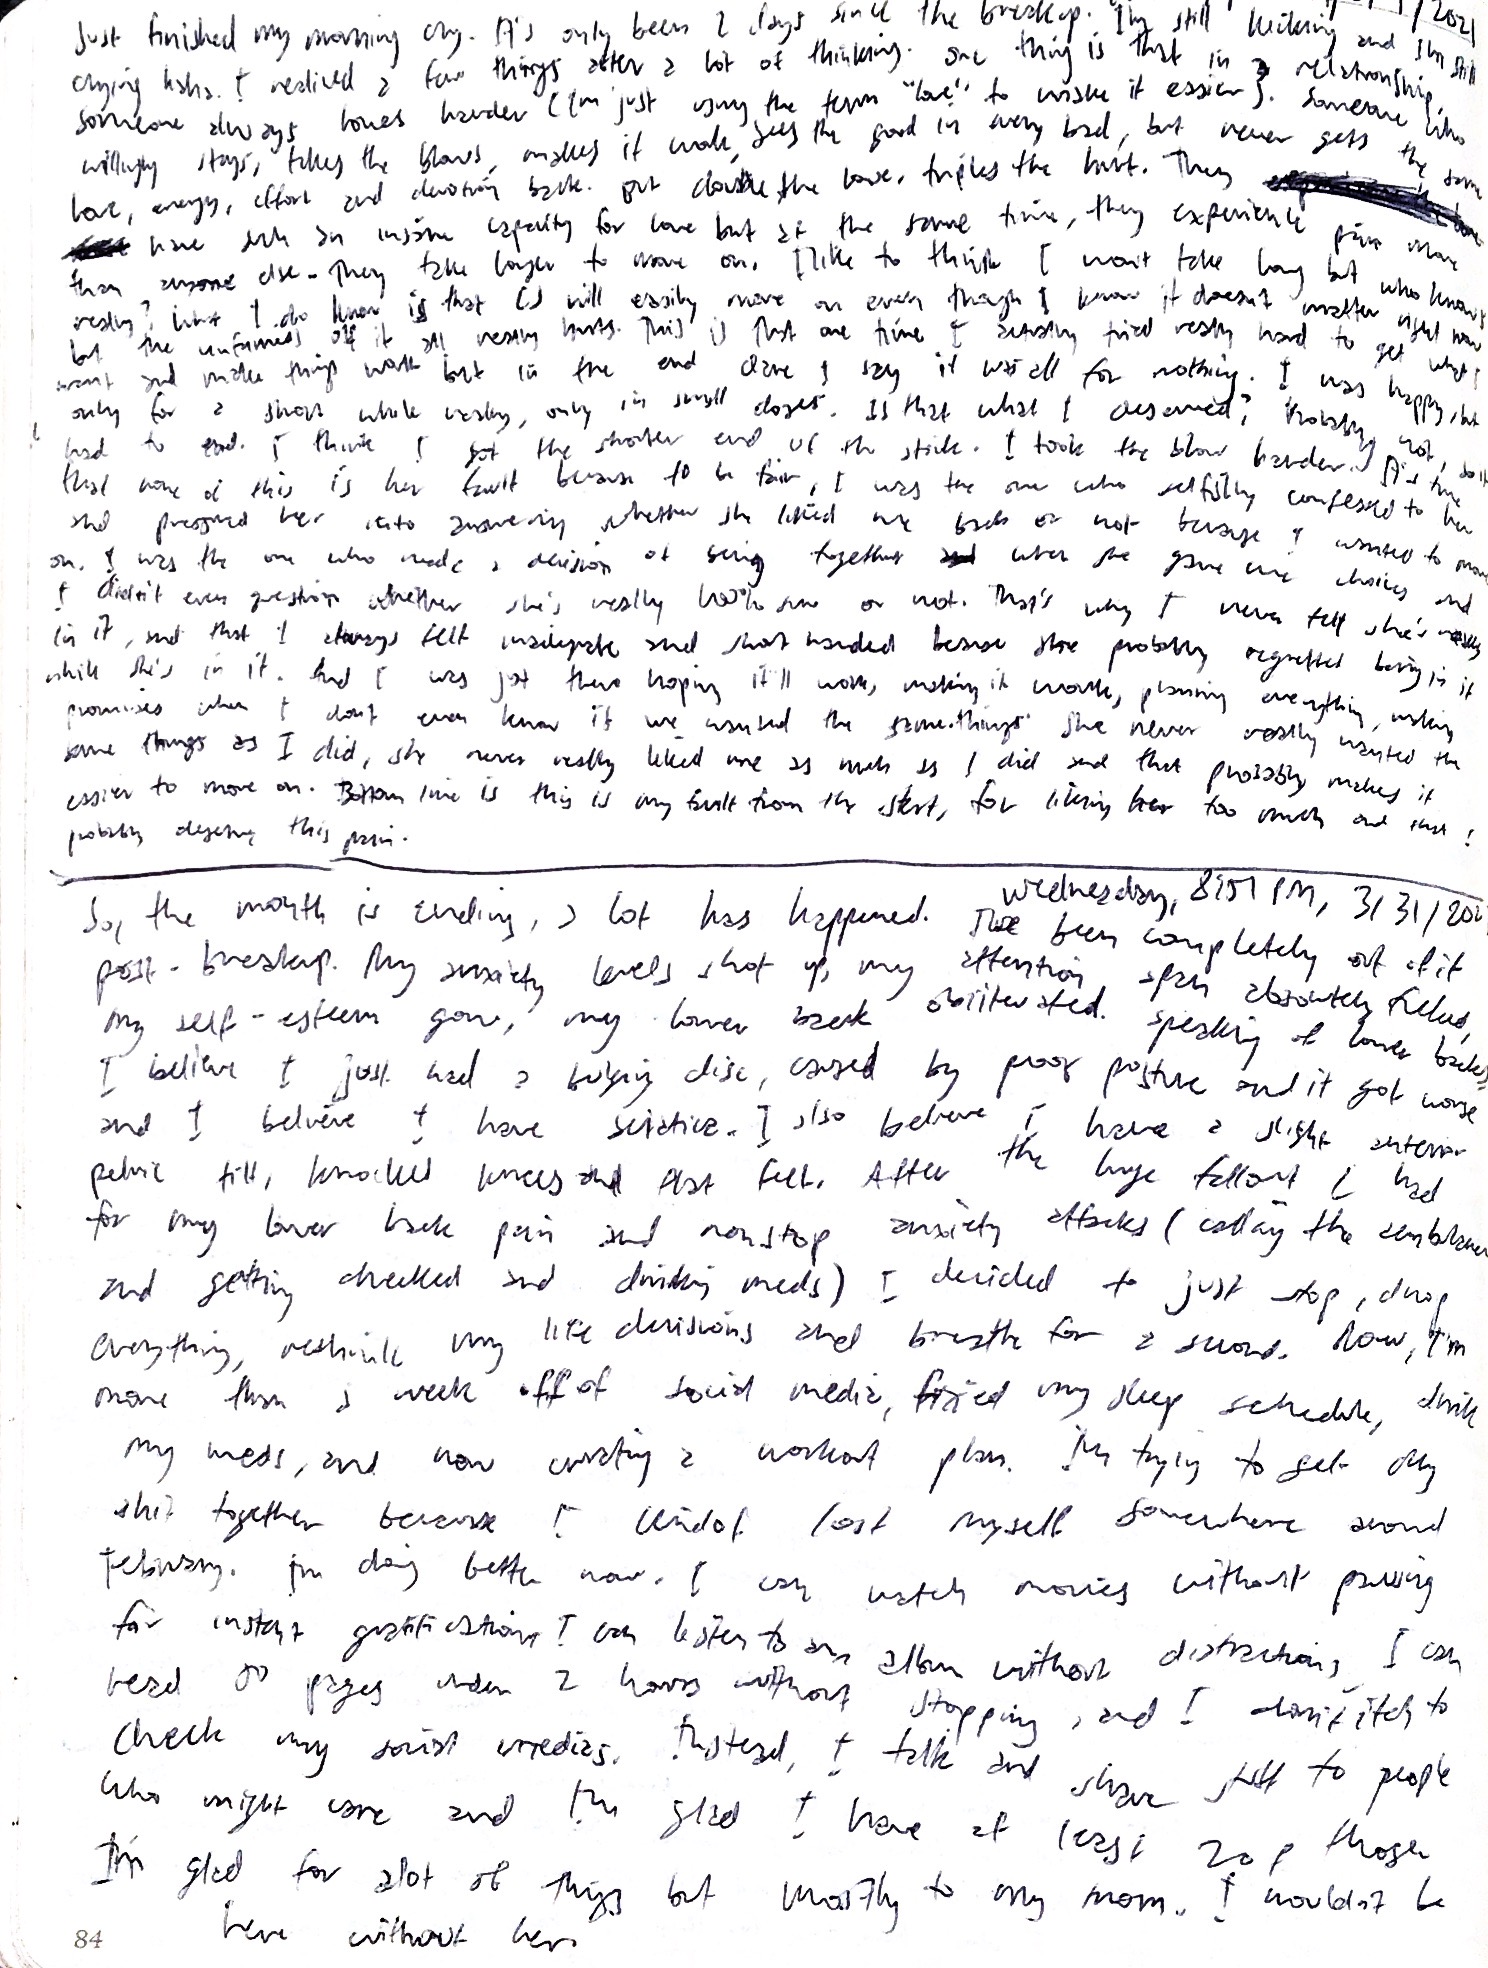 /2021
Just finished my morning cry. It's only been 2 days since the breakup. I'm still hurting and I'm still
crying haha. I realized a few things after a lot of thinking. One thing is that in a relationship,
someone always loves harder (I'm just using the term "love" to make it easier). Someone who
willingly stays, takes the blows, makes it work, sees the good in every bad, but never gets the same
love, energy, effort and devotion back. But double the love, triples the hurt. They
have such an insane capacity for love but at the same time, they experience pain more
than anyone else. They take longer to move on. I like to think I won't take long but who knows
really? What I do know is that will easily move on even though I know it doesn't matter right now
but the unfairness of it all really hurts. This is that one time I actually tried really hard to get what I
want and make things work but in the end dare I say it was all for nothing. I was happy, but
only for a short while really, only in small doses. Is that what I deserved? Probably not, so it
had to end. I think I got the shorter end of the stick. I took the blow harder. It's true
that none of this is her fault because to be fair, I was the one who selfishly confessed to her
and pressured her into answering whether she liked me back or not because I wanted to move
on. I was the one who made a decision of being together when she gave me choices and
I didn't even question whether she's really into me or not. That's why I never felt she's really
in it, and that I always felt inadequate and short handed because she probably regretted being in it
while she's in it. And I was just there hoping it'll work, making it work, planning everything, making
promises when I don't even know if we wanted the same things. She never really wanted the
same things as I did, she never really liked me as much as I did and that probably makes it
easier to move on. Bottom line is this is my fault from the start, for liking her too much and that I
probably deserve this pain.
Wednesday, 8:51 PM, 3/31/2021
So, the month is ending, a lot has happened. I've been completely out of it
post-breakup. My anxiety levels shot up, my attention span absolutely fucked,
my self-esteem gone, my lower back obliterated. Speaking of lower backs,
I believe I just had a bulging disc, caused by poor posture and it got worse
and I believe I have sciatica. I also believe I have a slight anterior
pelvic tilt, knocked knees and flat feet. After the huge fallout I had
for my lower back pain and nonstop anxiety attacks (calling the ambulance
and getting checked and drinking meds) I decided to just stop, drop
everything, rethink my life decisions and breathe for a second. Now, I'm
more than a week off of social media, fixed my sleep schedule, drink
my meds, and now creating a workout plan. I'm trying to get my
shit together because I kindof lost myself somewhere around
February. I'm doing better now. I can watch movies without pausing
for instant gratification, I can listen to an album without distractions, I can
read 80 pages under 2 hours without stopping, and I don't itch to
check my social medias. Instead, I talk and share stuff to people
who might care and I'm glad I have at least 2 of those.
I'm glad for alot of things but mostly to my mom. I wouldn't be
here without her.
84